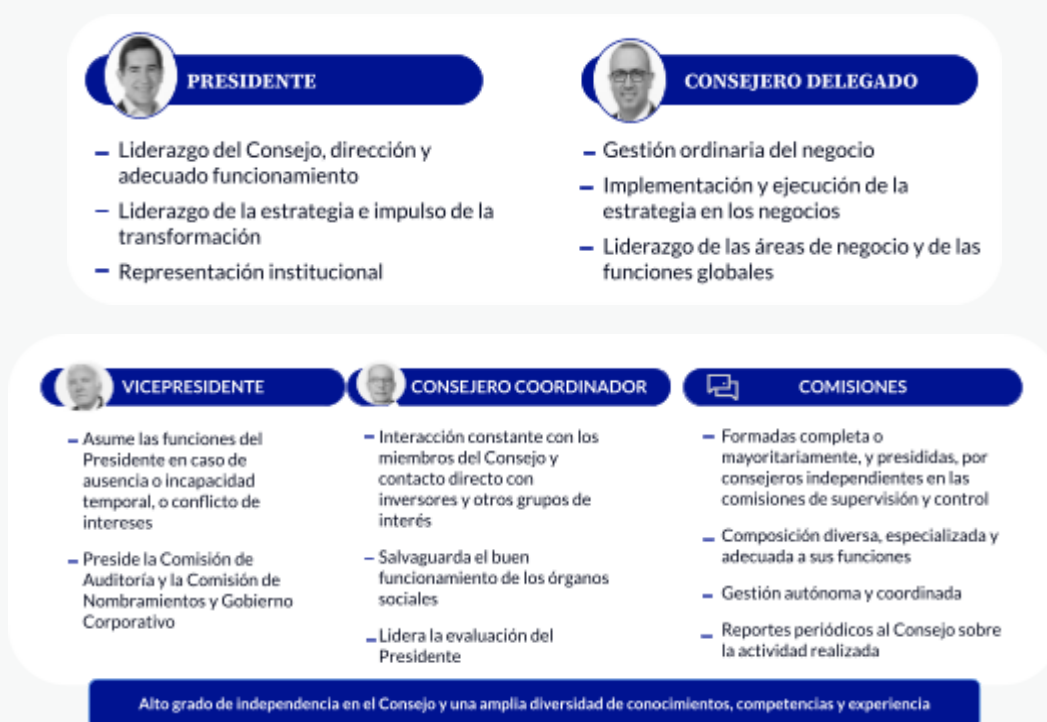 PRESIDENTE
– Liderazgo del Consejo, dirección y
adecuado funcionamiento
– Liderazgo de la estrategia e impulso de la
transformación
– Representación institucional
CONSEJERO DELEGADO
– Gestión ordinaria del negocio
– Implementación y ejecución de la
estrategia en los negocios
– Liderazgo de las áreas de negocio y de las
funciones globales
VICEPRESIDENTE
– Asume las funciones del
Presidente en caso de
ausencia o incapacidad
temporal, o conflicto de
intereses
– Preside la Comisión de
Auditoría y la Comisión de
Nombramientos y Gobierno
Corporativo
CONSEJERO COORDINADOR
– Interacción constante con los
miembros del Consejo y
contacto directo con
inversores y otros grupos de
interés
– Salvaguarda el buen
funcionamiento de los órganos
sociales
– Lidera la evaluación del
Presidente
COMISIONES
– Formadas completa o
mayoritariamente, y presididas, por
consejeros independientes en las
comisiones de supervisión y control
– Composición diversa, especializada y
adecuada a sus funciones
– Gestión autónoma y coordinada
– Reportes periódicos al Consejo sobre
la actividad realizada
Alto grado de independencia en el Consejo y una amplia diversidad de conocimientos, competencias y experiencia